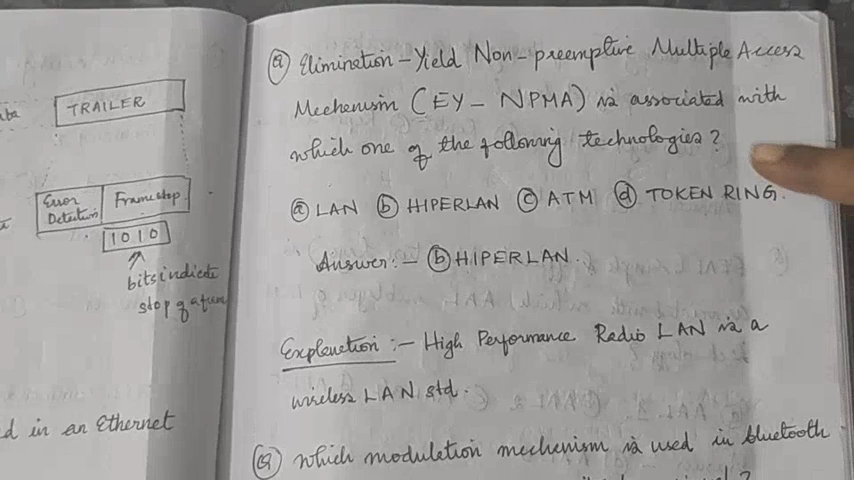 TRAILER
Error
Detection
Frame stop
1010
bits indicate
stop of a
d in an Ethernet
Q Elimination - Yield Non-preemptive Multiple Access
Mechanism (EY-NPMA) is associated with
which one of the following technologies?
a LAN b HIPERLAN c ATM d TOKEN RING.
Answer:- b HIPERLAN.
Explanation :- High Performance Radio LAN is a
wireless LAN std.
Q which modulation mechanism is used in bluetooth